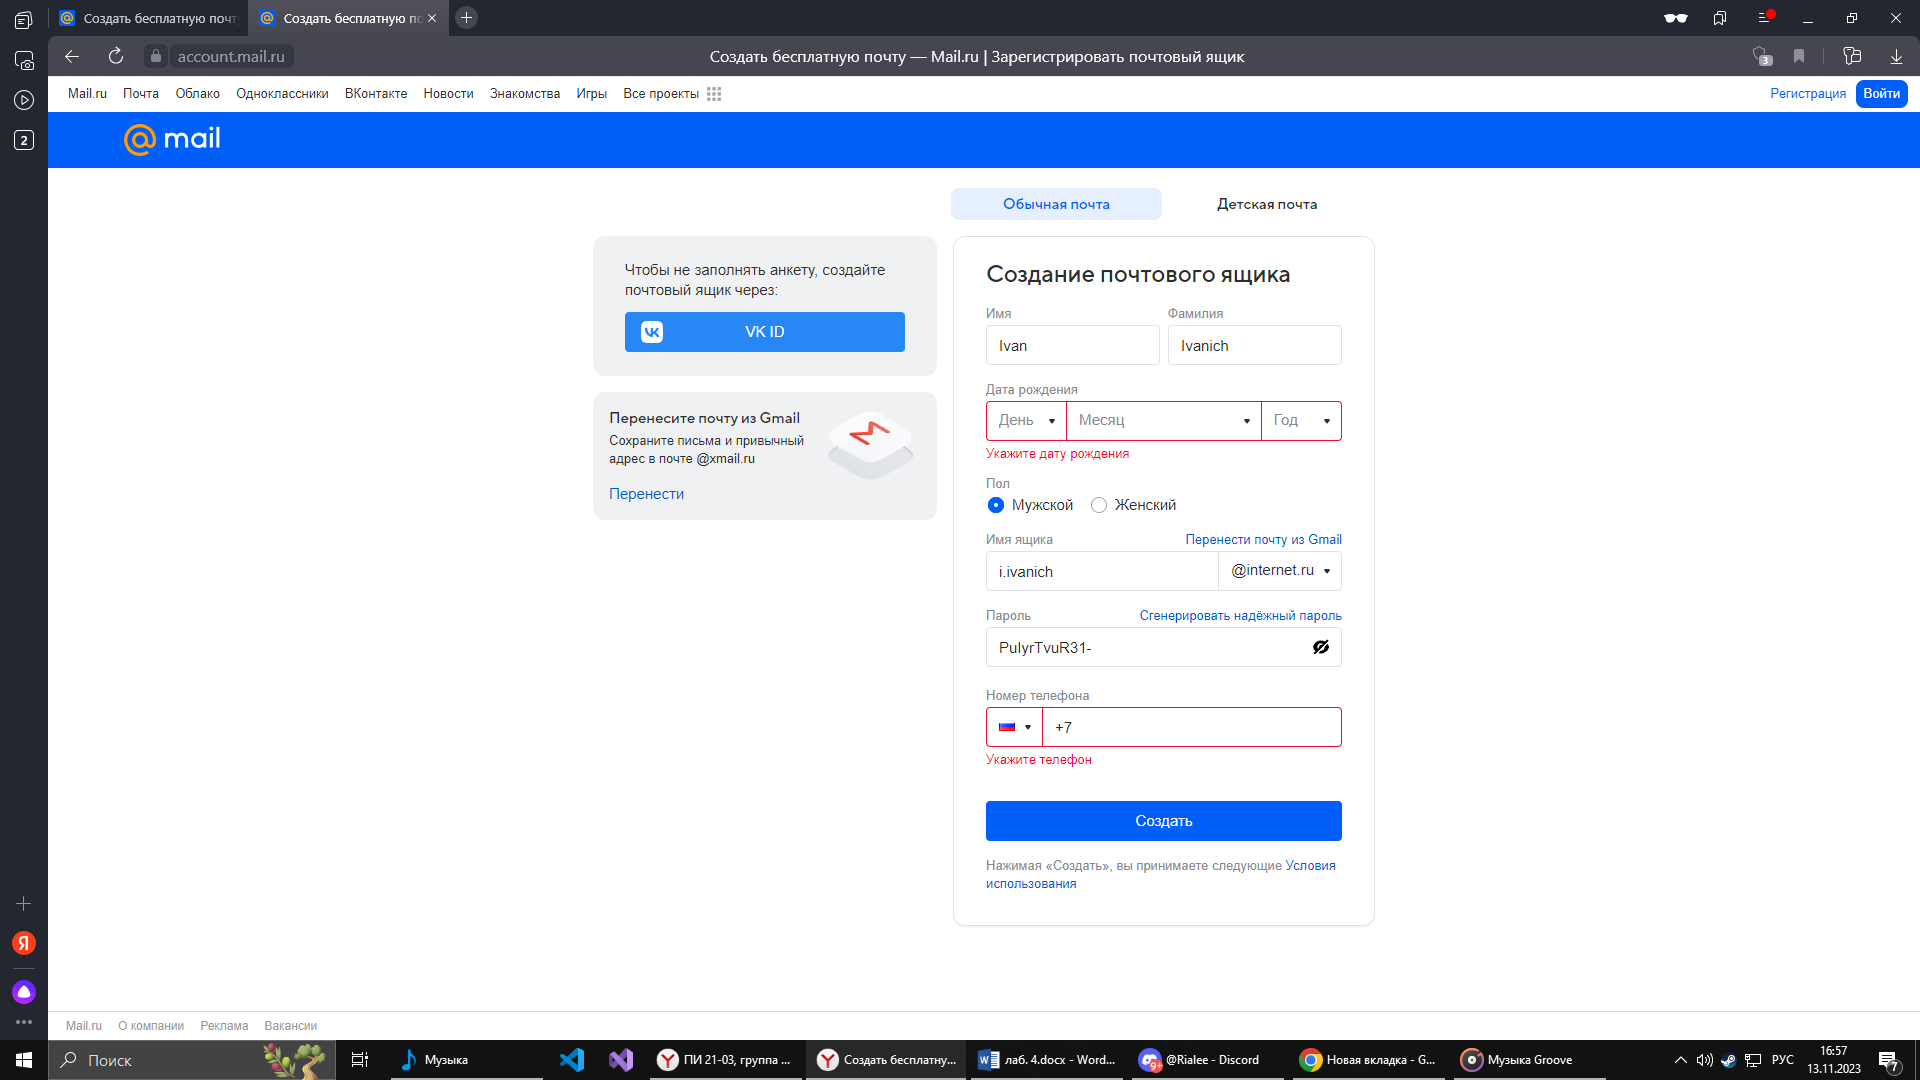 Создать бесплатную почт
Создать бесплатную по
account.mail.ru
Создать бесплатную почту — Mail.ru | Зарегистрировать почтовый ящик
3
2
Mail.ru Почта Облако Одноклассники ВКонтакте Новости Знакомства Игры Все проекты
Регистрация Войти
@mail
Обычная почта Детская почта
Чтобы не заполнять анкету, создайте
почтовый ящик через:
VK ID
Перенесите почту из Gmail
Сохраните письма и привычный
адрес в почте @xmail.ru
Перенести
Создание почтового ящика
Имя Фамилия
Ivan Ivanich
Дата рождения
День Месяц Год
Укажите дату рождения
Пол
Мужской Женский
Имя ящика Перенести почту из Gmail
i.ivanich @internet.ru
Пароль Сгенерировать надёжный пароль
PuIyrTvuR31-
Номер телефона
+7
Укажите телефон
Создать
Нажимая «Создать», вы принимаете следующие Условия
использования
Я
Mail.ru О компании Реклама Вакансии
Поиск
Музыка
ПИ 21-03, группа ...
Создать бесплатну...
лаб. 4.docx - Word...
9+
@Rialee - Discord
Новая вкладка - G...
Музыка Groove
РУС
16:57
13.11.2023
7